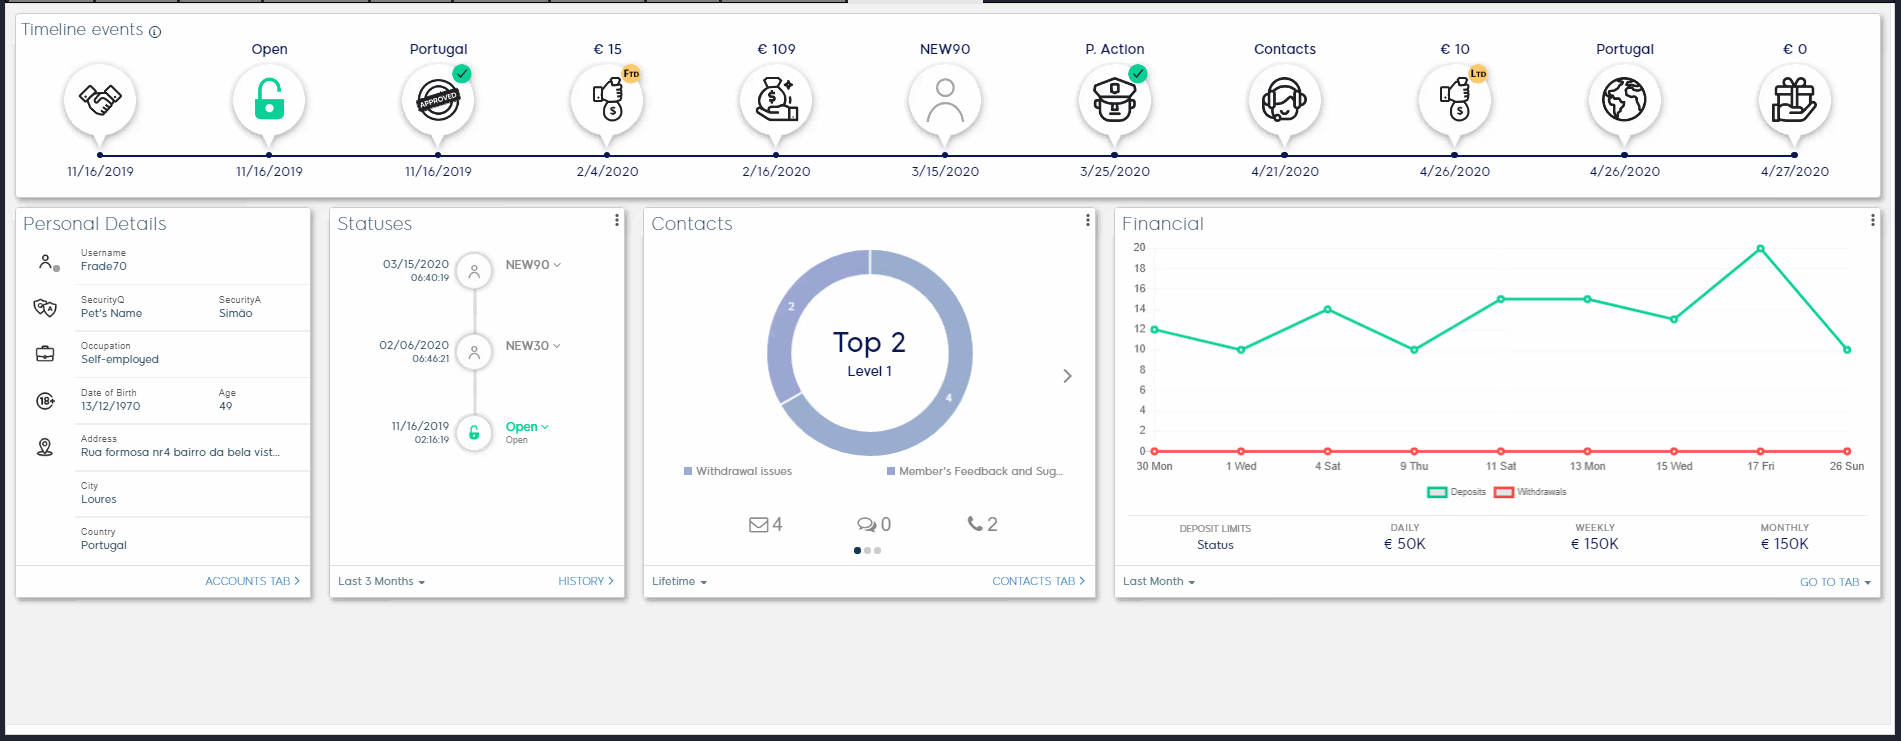 Timeline events
Open
Portugal
€ 15
€ 109
NEW90
P. Action
Contacts
€ 10
Portugal
€ 0
APPROVED
FTD
LTD
11/16/2019
11/16/2019
11/16/2019
2/4/2020
2/16/2020
3/15/2020
3/25/2020
4/21/2020
4/26/2020
4/26/2020
4/27/2020
Personal Details
Username
Frade70
SecurityQ
SecurityA
Pet's Name
Simão
Occupation
Self-employed
18+
Date of Birth
Age
13/12/1970
49
Address
Rua formosa nr4 bairro da bela vist...
City
Loures
Country
Portugal
ACCOUNTS TAB
Statuses
03/15/2020
06:40:19
NEW90
02/06/2020
06:46:21
NEW30
11/16/2019
02:16:19
Open
Open
Last 3 Months
HISTORY
Contacts
2
Top 2
Level 1
4
Withdrawal issues
Member's Feedback and Sug...
4
0
2
Lifetime
CONTACTS TAB
Financial
20
18
16
14
12
10
8
6
4
2
0
30 Mon
1 Wed
4 Sat
9 Thu
11 Sat
13 Mon
15 Wed
17 Fri
26 Sun
Deposits
Withdrawals
DEPOSIT LIMITS
DAILY
WEEKLY
MONTHLY
Status
€ 50K
€ 150K
€ 150K
Last Month
GO TO TAB